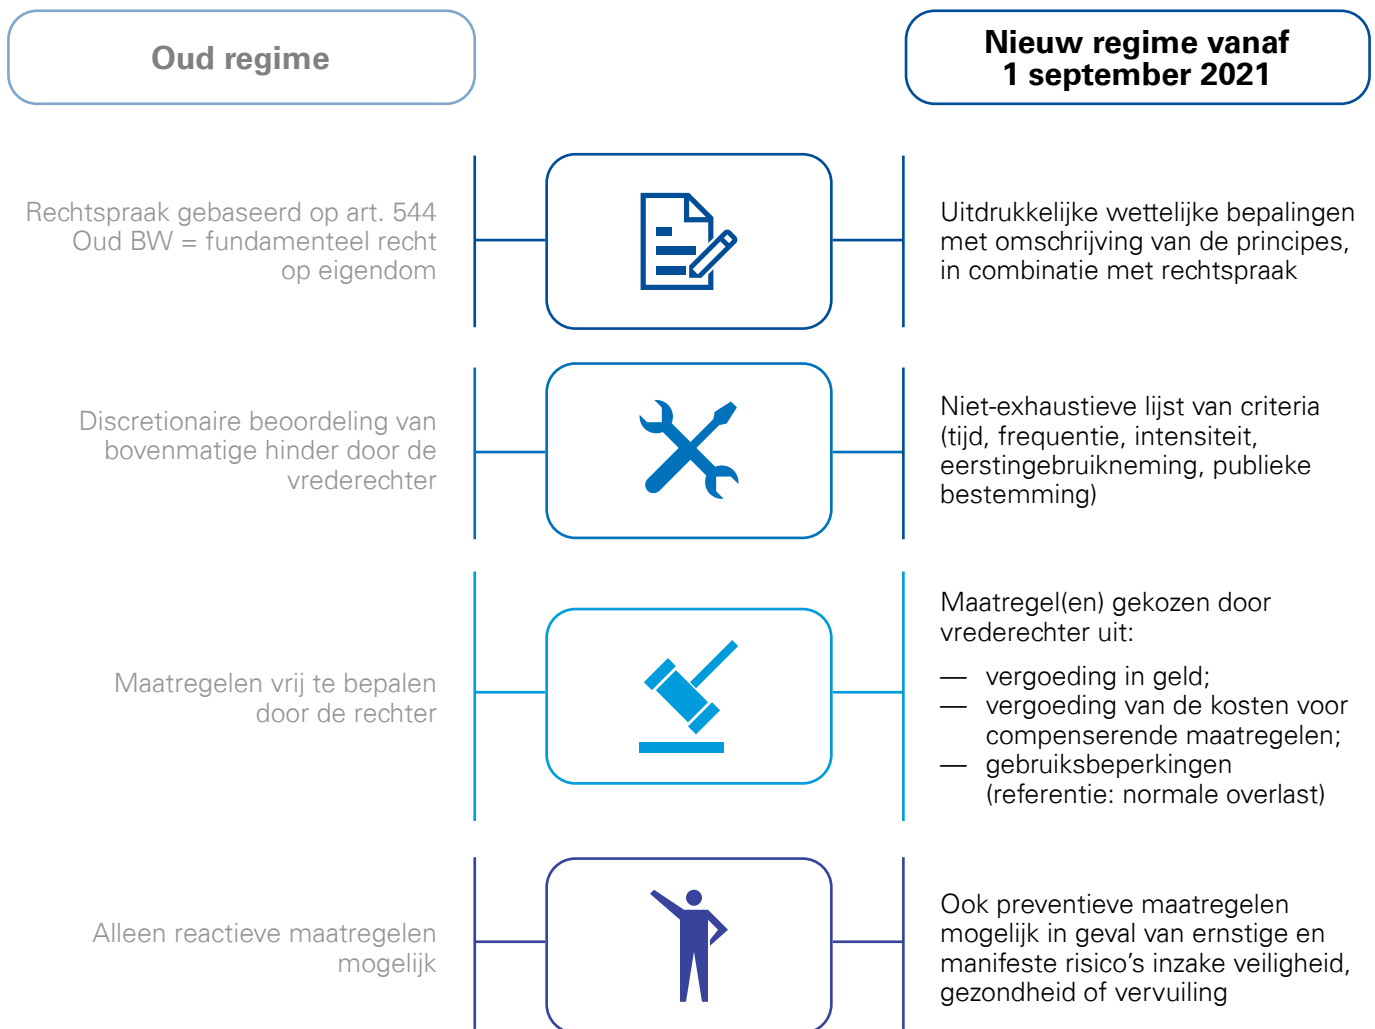 Oud regime
Nieuw regime vanaf
1 september 2021
Rechtspraak gebaseerd op art. 544
Oud BW = fundamenteel recht
op eigendom
Uitdrukkelijke wettelijke bepalingen
met omschrijving van de principes,
in combinatie met rechtspraak
Discretionaire beoordeling van
bovenmatige hinder door de
vrederechter
Niet-exhaustieve lijst van criteria
(tijd, frequentie, intensiteit,
eerstingebruikneming, publieke
bestemming)
Maatregelen vrij te bepalen
door de rechter
Maatregel(en) gekozen door
vrederechter uit:
— vergoeding in geld;
— vergoeding van de kosten voor
compenserende maatregelen;
— gebruiksbeperkingen
(referentie: normale overlast)
Alleen reactieve maatregelen
mogelijk
Ook preventieve maatregelen
mogelijk in geval van ernstige en
manifeste risico's inzake veiligheid,
gezondheid of vervuiling